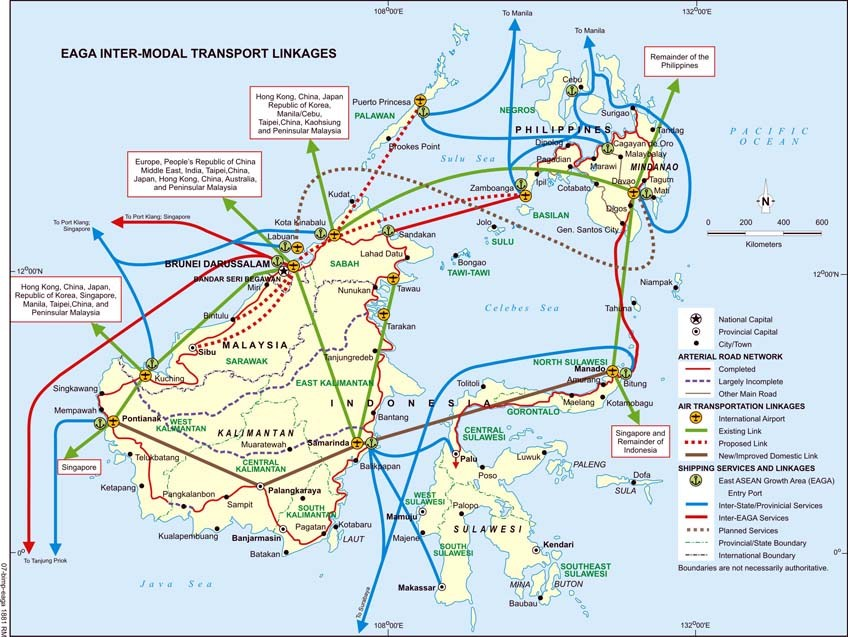 108°00'E
132°00'E
To Manila
To Manila
EAGA INTER-MODAL TRANSPORT LINKAGES
Remainder of the
Philippines
Cebu
Hong Kong, China, Japan
Republic of Korea,
Manila/Cebu,
Taipei,China, Kaohsiung
and Peninsular Malaysia
Puerto Princesa
PALAWAN
NEGROS
Surigao
PHILIPPINES
Tandag
PACIFIC
OCEAN
Brookes Point
Sulu Sea
Dipolog
Cagayan de Oro
Malaybalay
Pagadian
Marawi
MINDANAO
Europe, People's Republic of China
Middle East, India, Taipei,China,
Japan, Hong Kong, China, Australia,
and Peninsular Malaysia
Ipil
Cotabato
Davao
Tagum
Mati
Zamboanga
Kudat
Digos
BASILAN
N
To Port Klang; Singapore
To Port Klang;
Singapore
Kota Kinabalu
Labuan
Sandakan
Jolo
SULU
Gen. Santos City
0 200 400 600
Kilometers
Lahad Datu
BRUNEI DARUSSALAM
SABAH
Bongao
TAWI-TAWI
12°00'N
BANDAR SERI BEGAWAN
12°00'N
Miri
Nunukan
Tawau
Niampak
Hong Kong, China, Japan,
Republic of Korea, Singapore,
Manila, Taipei,China, and
Peninsular Malaysia
Bintulu
Celebes Sea
Tahuna
Tarakan
National Capital
Provincial Capital
City/Town
MALAYSIA
Sibu
SARAWAK
Tanjungredeb
NORTH SULAWESI
ARTERIAL ROAD NETWORK
Completed
Largely Incomplete
Other Main Road
Kuching
Manado
Amurang
Bitung
Singkawang
EAST KALIMANTAN
Tolitoli
Maelang
Kotamobagu
Mempawah
INDONESIA
GORONTALO
AIR TRANSPORTATION LINKAGES
International Airport
Existing Link
Proposed Link
New/Improved Domestic Link
Pontianak
WEST
KALIMANTAN
KALIMANTAN
Bantang
CENTRAL
SULAWESI
Singapore and
Remainder of
Indonesia
Samarinda
Muaratewah
Telukbatang
Singapore
CENTRAL
KALIMANTAN
Balikpapan
Palu
Luwuk
PALENG
Poso
SHIPPING SERVICES AND LINKAGES
East ASEAN Growth Area (EAGA)
Entry Port
Inter-State/Provincial Services
Inter-EAGA Services
Planned Services
Provincial/State Boundary
International Boundary
Boundaries are not necessarily authoritative.
Dofa
SULA
Ketapang
Pangkalanbon
Palangkaraya
Sampit
SOUTH
KALIMANTAN
WEST
SULAWESI
Palopo
Mamuju
Pagatan
Kotabaru
LAUT
SULAWESI
Kualapembuang
Banjarmasin
Majene
SOUTH
SULAWESI
Kendari
0°
Batakan
0°
To Tanjung Priok
SOUTHEAST
SULAWESI
Java Sea
Makassar
MINA
BUTON
To Surabaya
Baubau
07-bimp-eaga 1881 RM
108°00'E
132°00'E